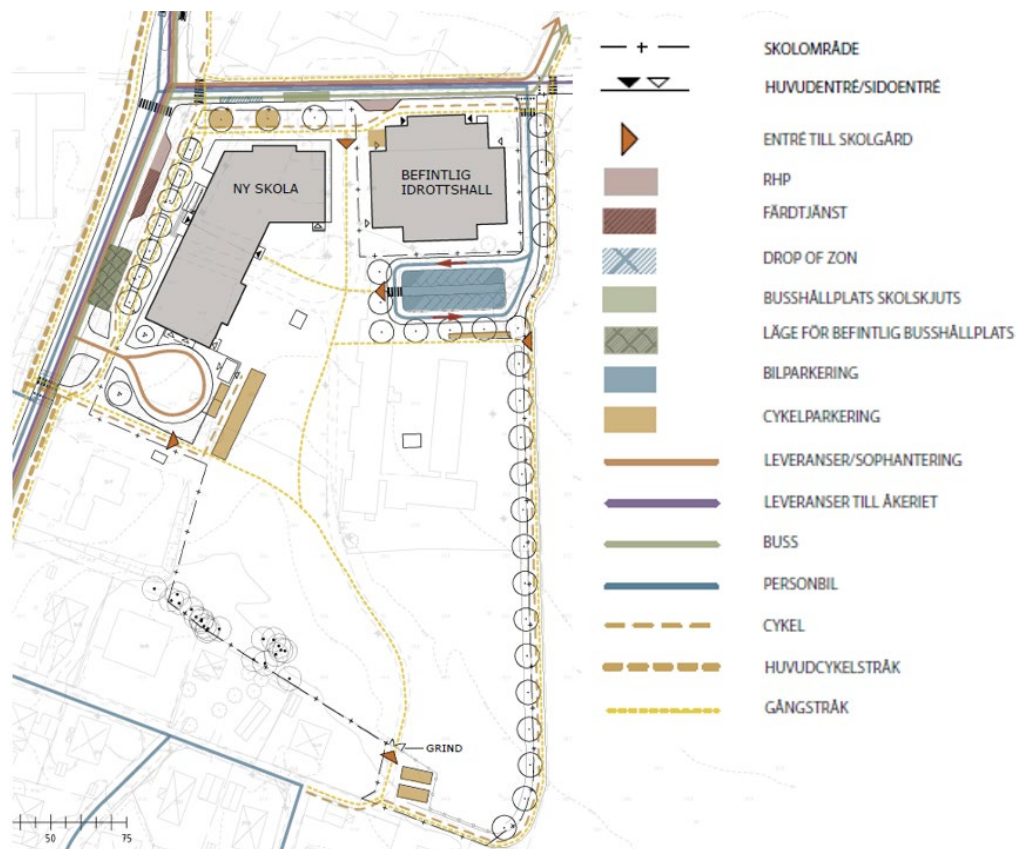 NY SKOLA
BEFINTLIG
IDROTTSHALL
GRIND
50
75
SKOLOMRÅDE
HUVUDENTRÉ/SIDOENTRÉ
ENTRÉ TILL SKOLGÅRD
RHP
FÄRDTJÄNST
DROP OF ZON
BUSSHÅLLPLATS SKOLSKJUTS
LÄGE FÖR BEFINTLIG BUSSHÅLLPLATS
BILPARKERING
CYKELPARKERING
LEVERANSER/SOPHANTERING
LEVERANSER TILL ÅKERIET
BUSS
PERSONBIL
CYKEL
HUVUDCYKELSTRÅK
GÅNGSTRÅK